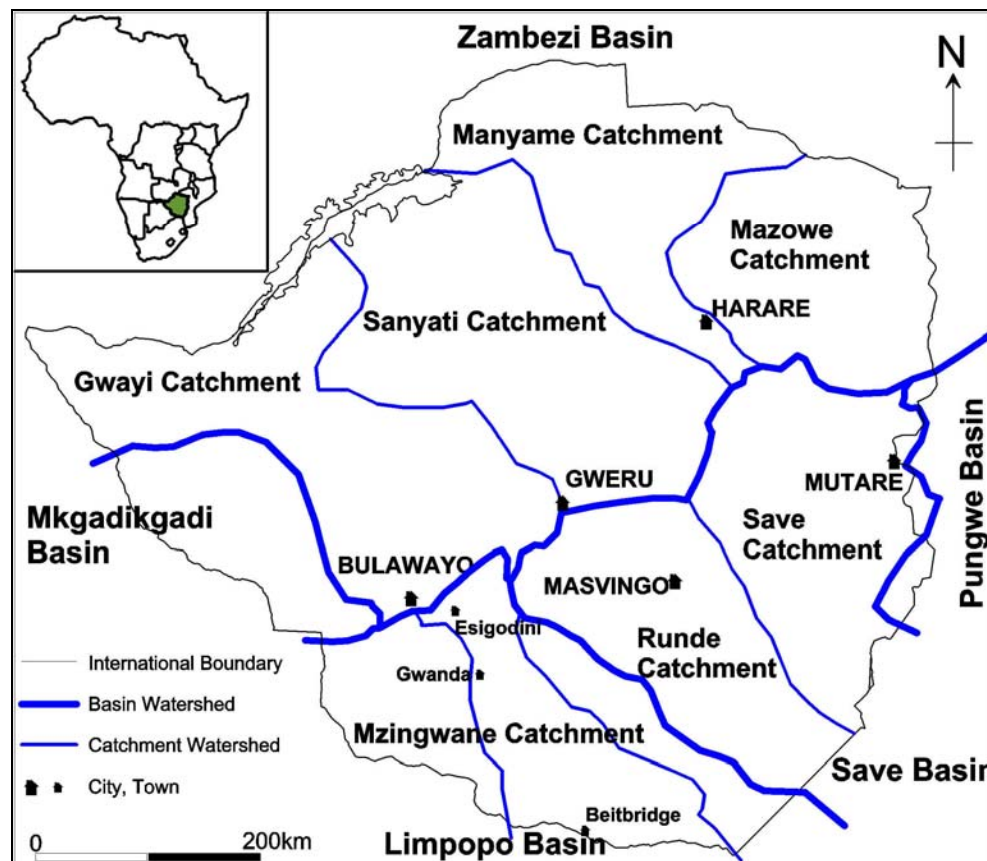 Zambezi Basin
N
Manyame Catchment
Mazowe
Catchment
HARARE
Sanyati Catchment
Gwayi Catchment
GWERU
MUTARE
Pungwe Basin
Mkgadikgadi
Basin
Save
Catchment
BULAWAYO
MASVINGO
Esigodini
Runde
Catchment
Gwanda
International Boundary
Basin Watershed
Mzingwane Catchment
Catchment Watershed
Save Basin
City, Town
Beitbridge
0
200km
Limpopo Basin